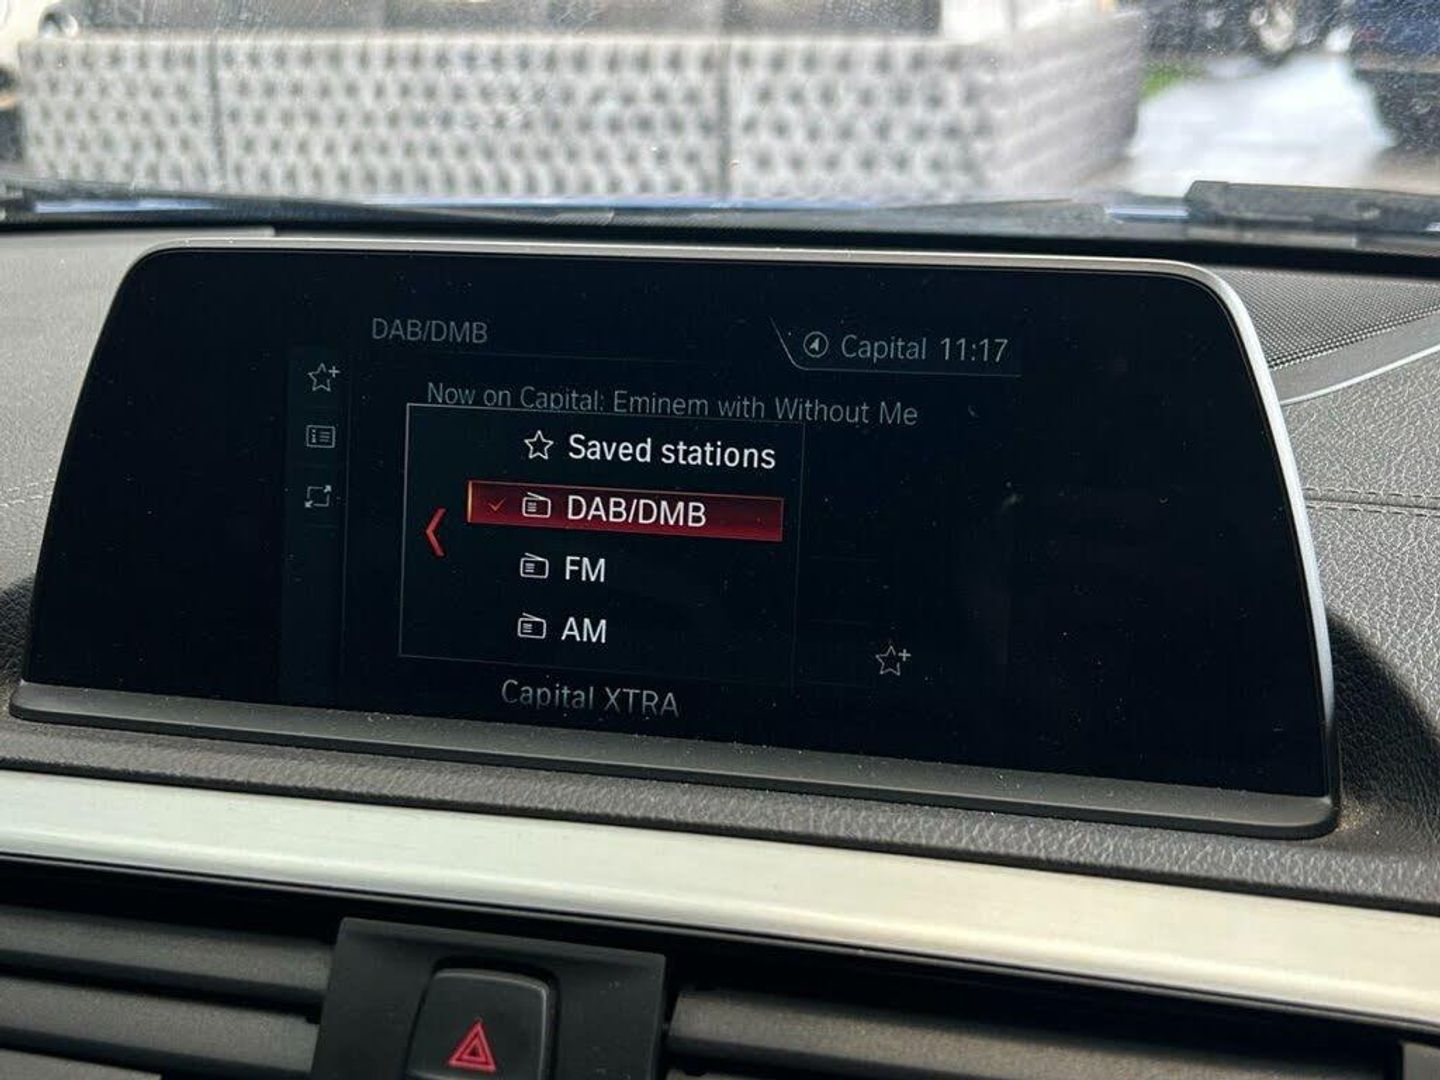 DAB/DMB
Capital 11:17
Now on Capital: Eminem with Without Me
Saved stations
DAB/DMB
FM
AM
Capital XTRA